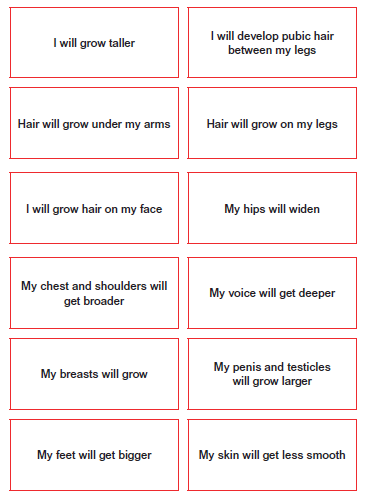 I will grow taller
I will develop pubic hair
between my legs
Hair will grow under my arms
Hair will grow on my legs
I will grow hair on my face
My hips will widen
My chest and shoulders will
get broader
My voice will get deeper
My breasts will grow
My penis and testicles
will grow larger
My feet will get bigger
My skin will get less smooth